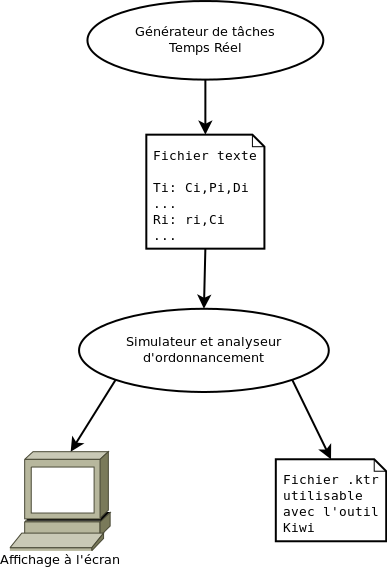 Générateur de tâches
Temps Réel
Fichier texte
Ti: Ci,Pi,Di
...
Ri: ri,Ci
...
Simulateur et analyseur
d'ordonnancement
Affichage à l'écran
Fichier .ktr
utilisable
avec l'outil
Kiwi